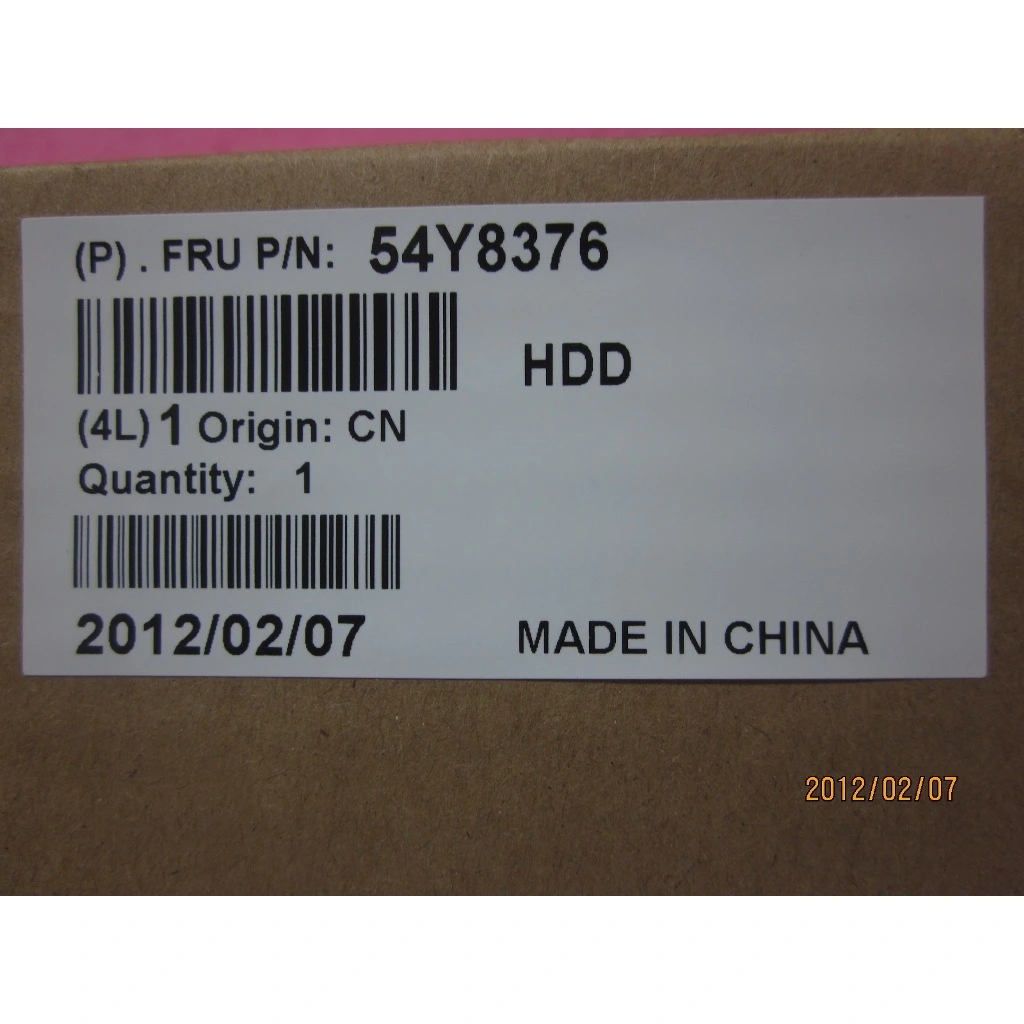 (P) . FRU P/N: 54Y8376
HDD
(4L) 1 Origin: CN
Quantity: 1
2012/02/07 MADE IN CHINA
2012/02/07